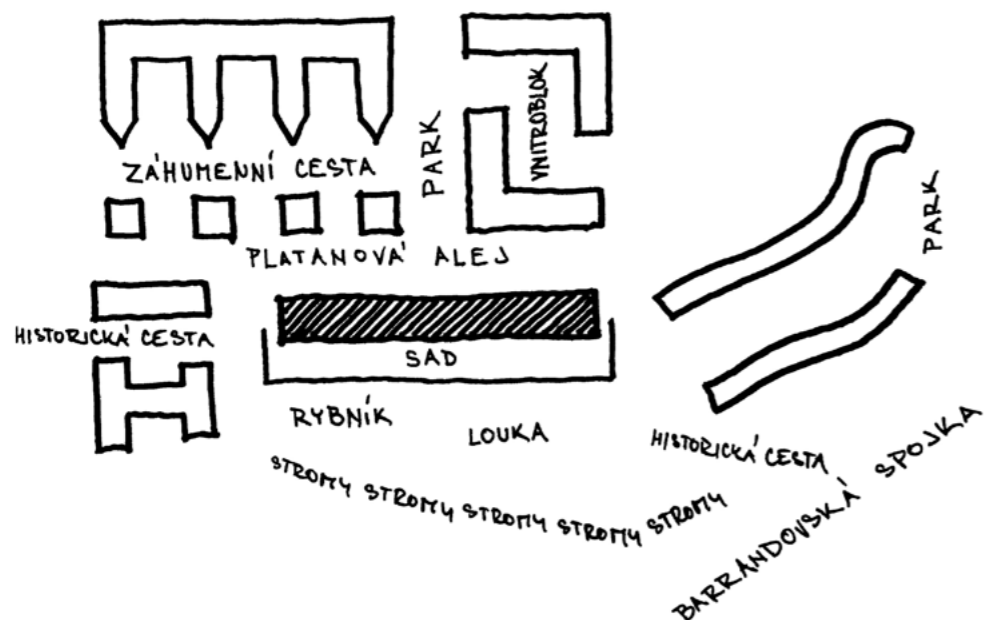 PARK
VNITROBLOK
ZÁHUMENNÍ CESTA
PARK
PLATANOVÁ ALEJ
HISTORICKÁ CESTA
SAD
RYBNÍK
LOUKA
HISTORICKÁ CESTA
STROMY STROMY STROMY STROMY STROMY
BARRANDOVSKÁ SPOJKA